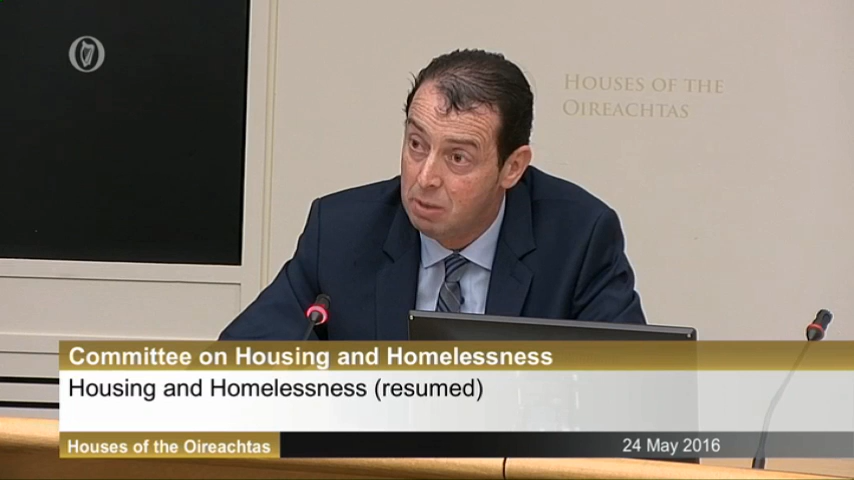 HOUSES OF THE
OIREACHTAS
Committee on Housing and Homelessness
Housing and Homelessness (resumed)
Houses of the Oireachtas
24 May 2016